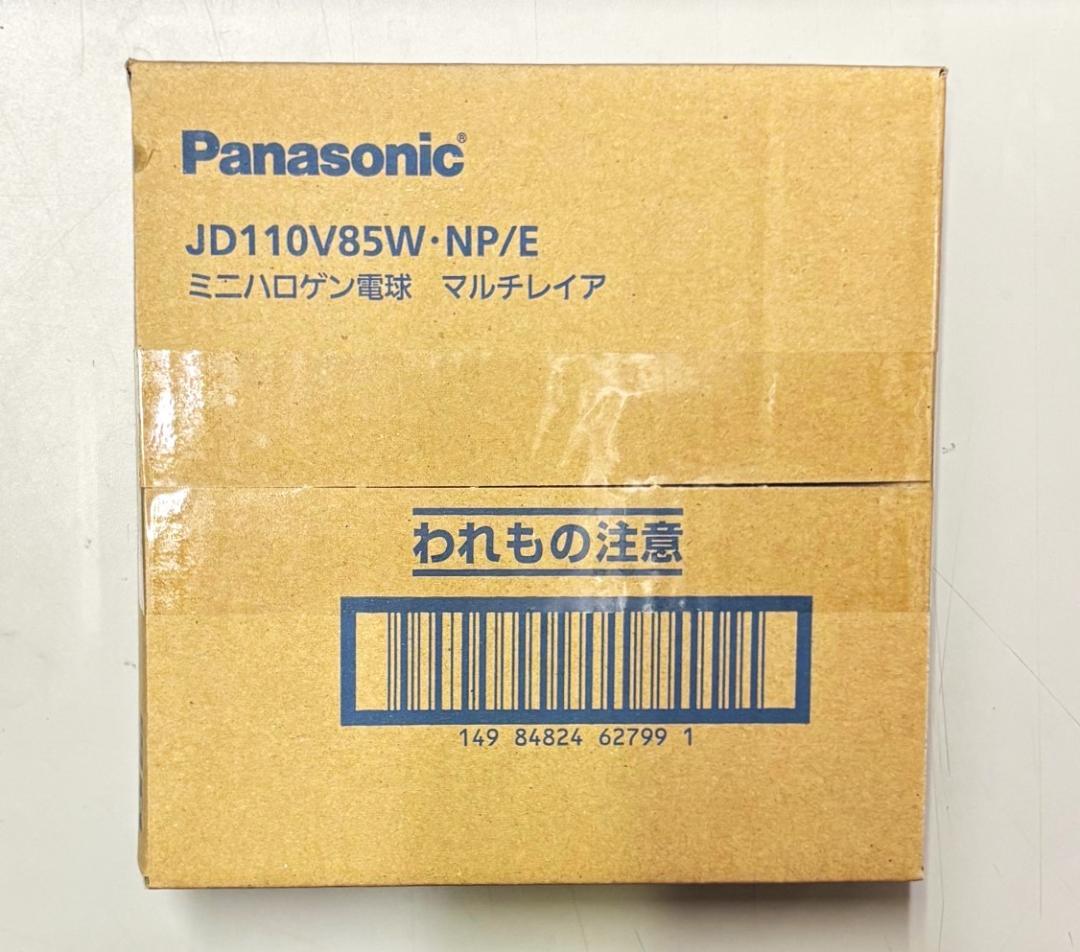 Panasonic®
JD110V85W・NP/E
ミニハロゲン電球 マルチレイア
われもの注意
149 84824 62799 1